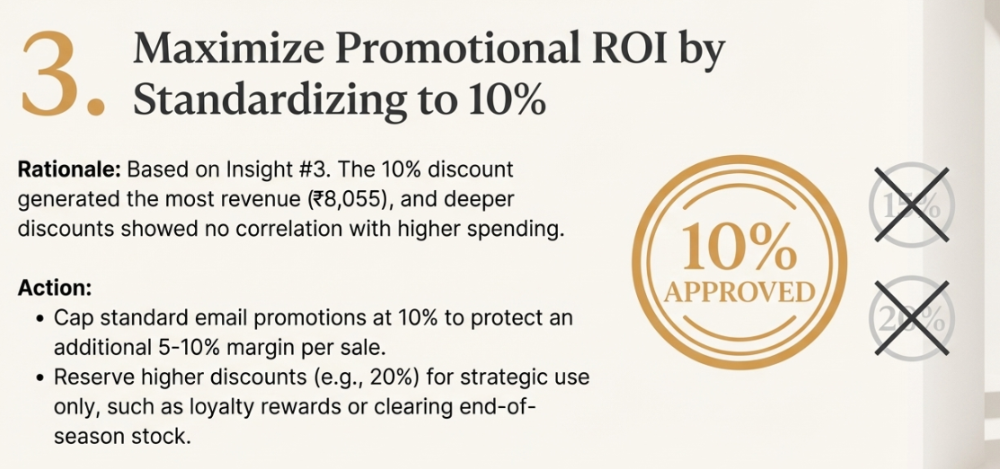 3. Maximize Promotional ROI by
Standardizing to 10%
Rationale: Based on Insight #3. The 10% discount
generated the most revenue (₹8,055), and deeper
discounts showed no correlation with higher spending.
Action:
• Cap standard email promotions at 10% to protect an
additional 5-10% margin per sale.
• Reserve higher discounts (e.g., 20%) for strategic use
only, such as loyalty rewards or clearing end-of-
season stock.
10%
APPROVED
15%
20%